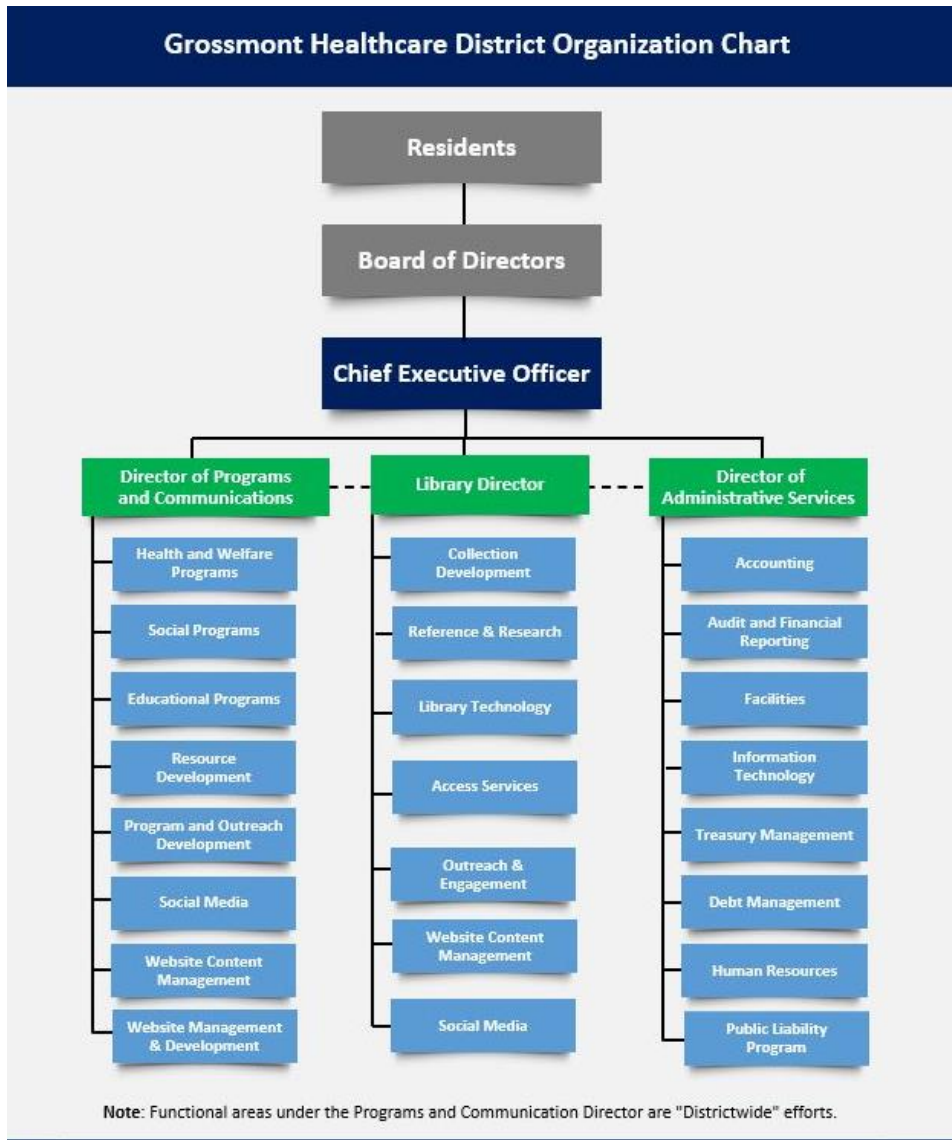 Grossmont Healthcare District Organization Chart
Residents
Board of Directors
Chief Executive Officer
Director of Programs
and Communications
Health and Welfare
Programs
Social Programs
Educational Programs
Resource
Development
Program and Outreach
Development
Social Media
Website Content
Management
Website Management
& Development
Library Director
Collection
Development
Reference & Research
Library Technology
Access Services
Outreach &
Engagement
Website Content
Management
Social Media
Director of
Administrative Services
Accounting
Audit and Financial
Reporting
Facilities
Information
Technology
Treasury Management
Debt Management
Human Resources
Public Liability
Program
Note: Functional areas under the Programs and Communication Director are "Districtwide" efforts.